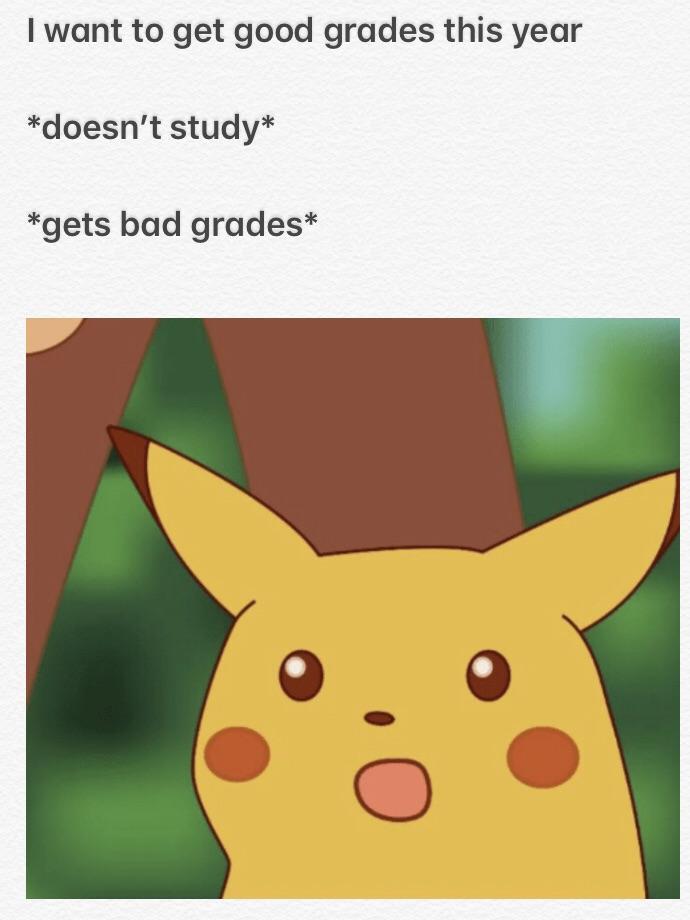 I want to get good grades this year
*doesn’t study*
*gets bad grades*